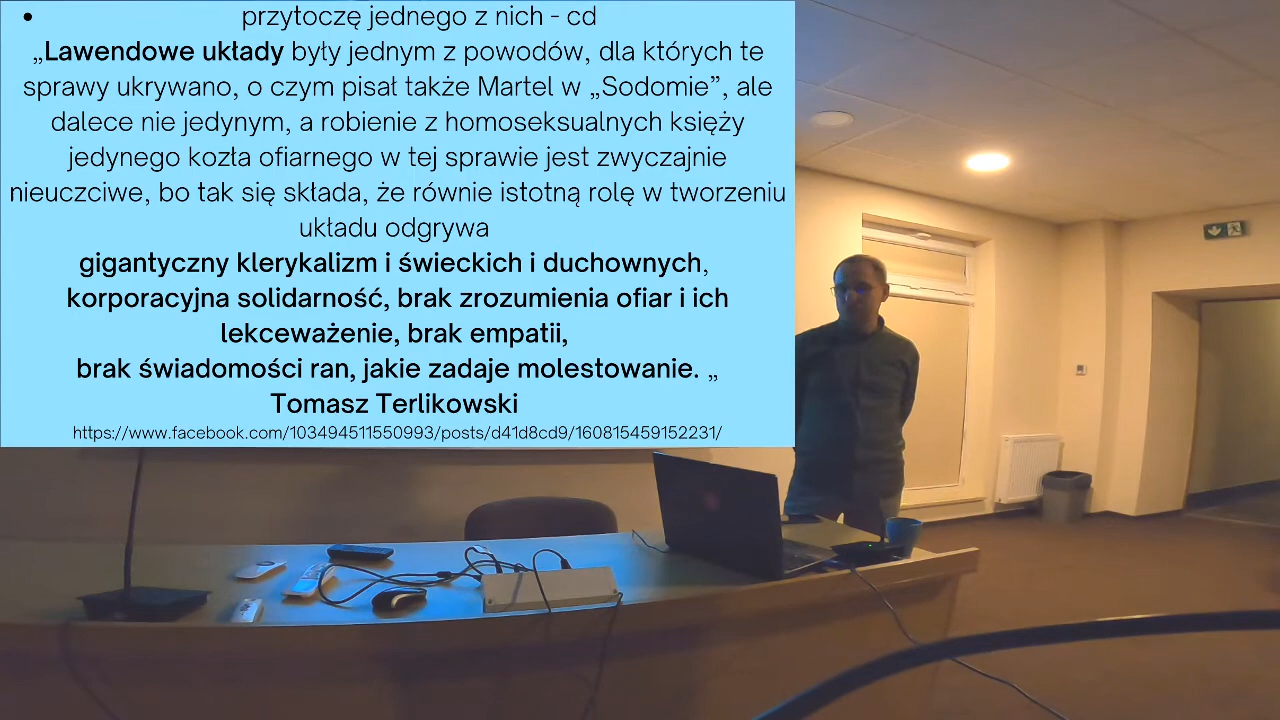 • przytoczę jednego z nich - cd
„Lawendowe układy były jednym z powodów, dla których te
sprawy ukrywano, o czym pisał także Martel w „Sodomie”, ale
dalece nie jedynym, a robienie z homoseksualnych księży
jedynego kozła ofiarnego w tej sprawie jest zwyczajnie
nieuczciwe, bo tak się składa, że równie istotną rolę w tworzeniu
układu odgrywa
gigantyczny klerykalizm i świeckich i duchownych,
korporacyjna solidarność, brak zrozumienia ofiar i ich
lekceważenie, brak empatii,
brak świadomości ran, jakie zadaje molestowanie. „
Tomasz Terlikowski
https://www.facebook.com/103494511550993/posts/d41d8cd9/160815459152231/